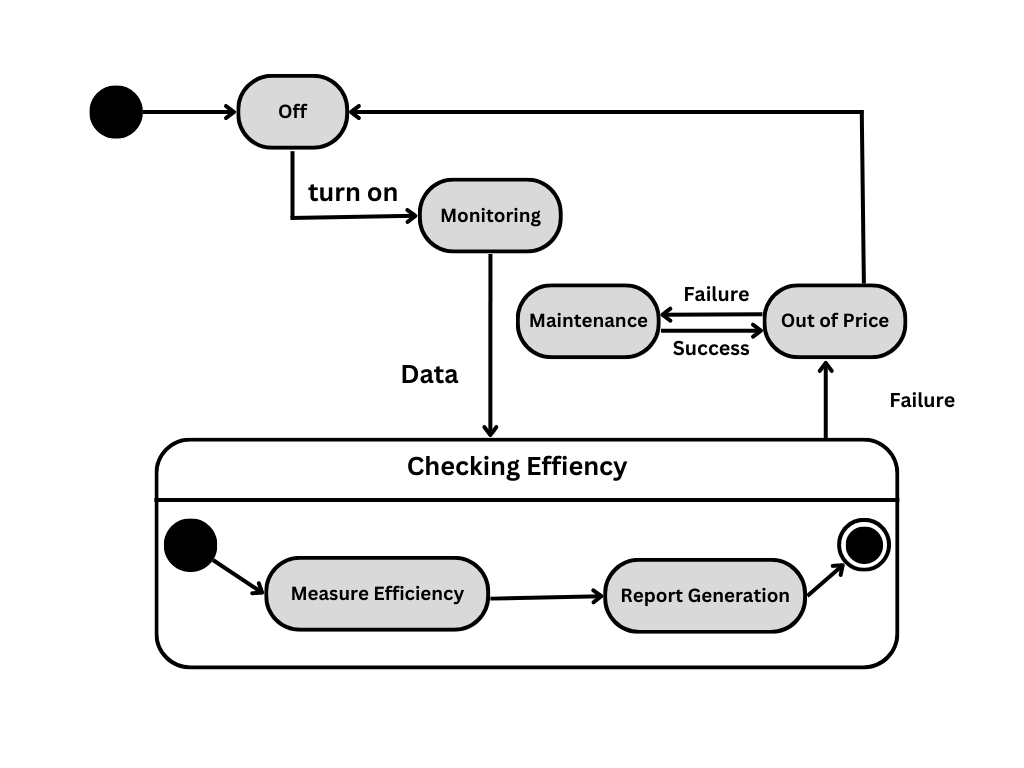 Off
turn on
Monitoring
Failure
Maintenance
Out of Price
Success
Data
Failure
Checking Effiency
Measure Efficiency
Report Generation